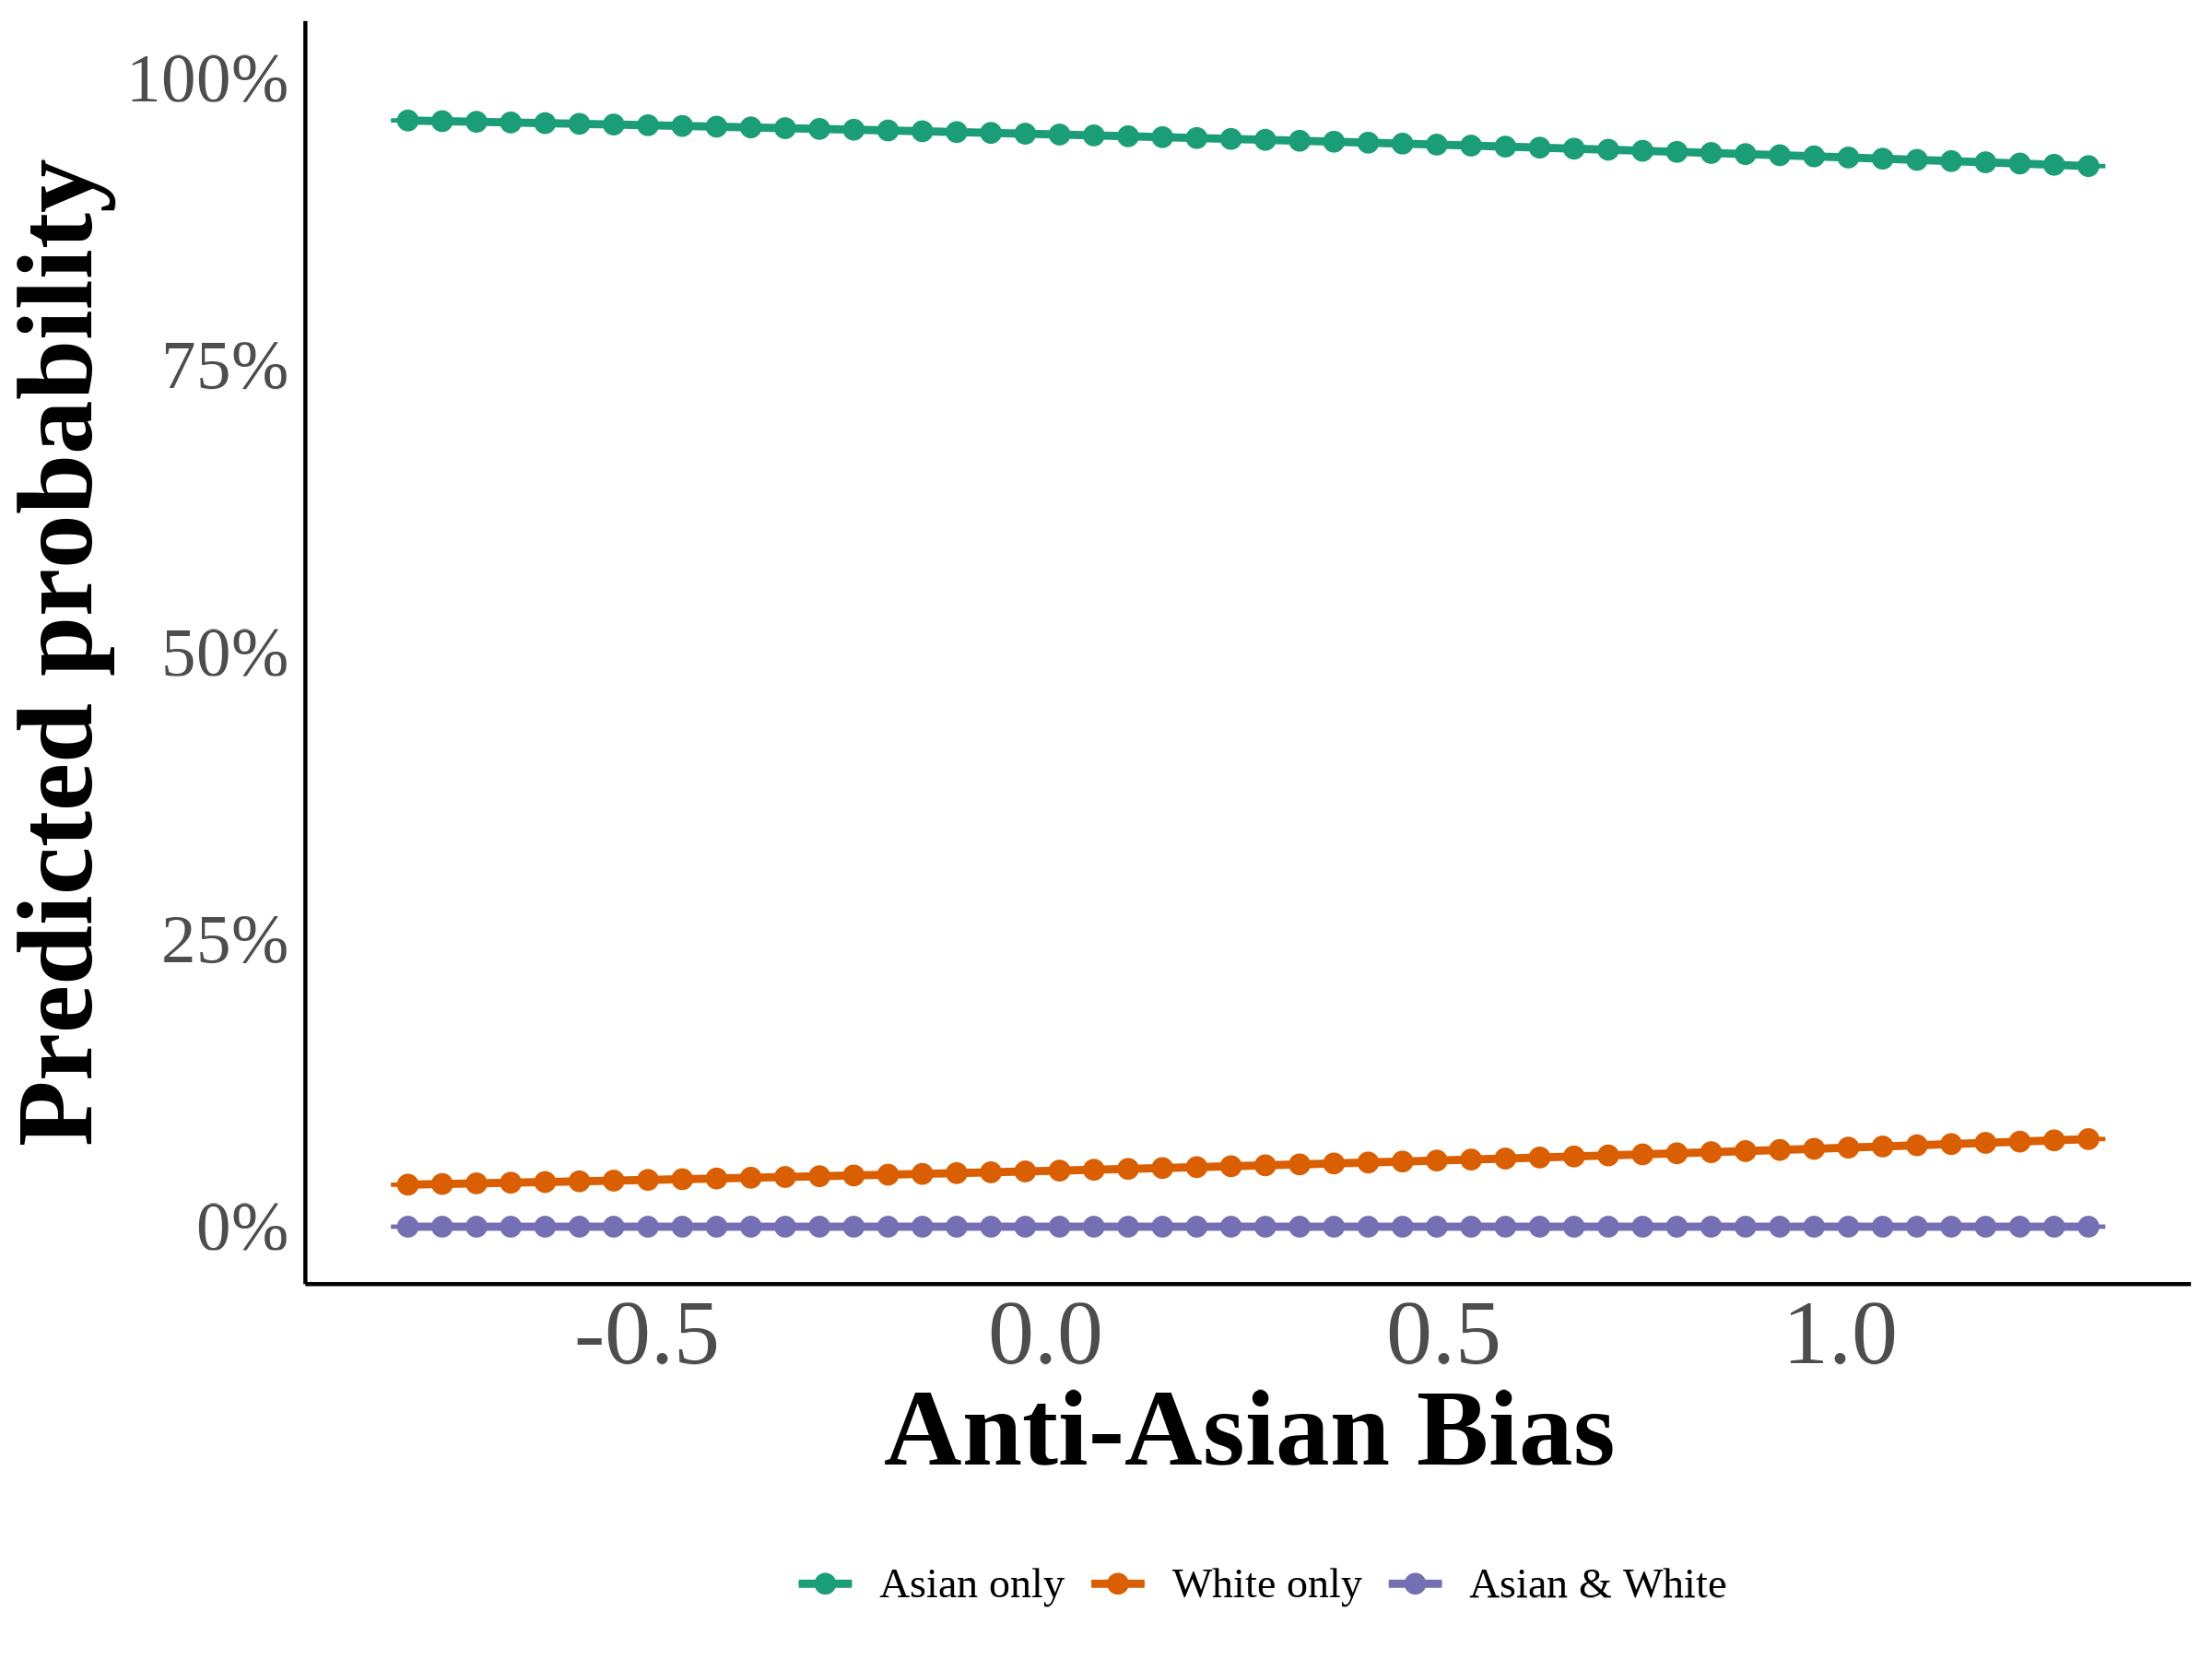 Predicted probability
100%
75%
50%
25%
0%
-0.5 0.0 0.5 1.0
Anti-Asian Bias
Asian only White only Asian & White